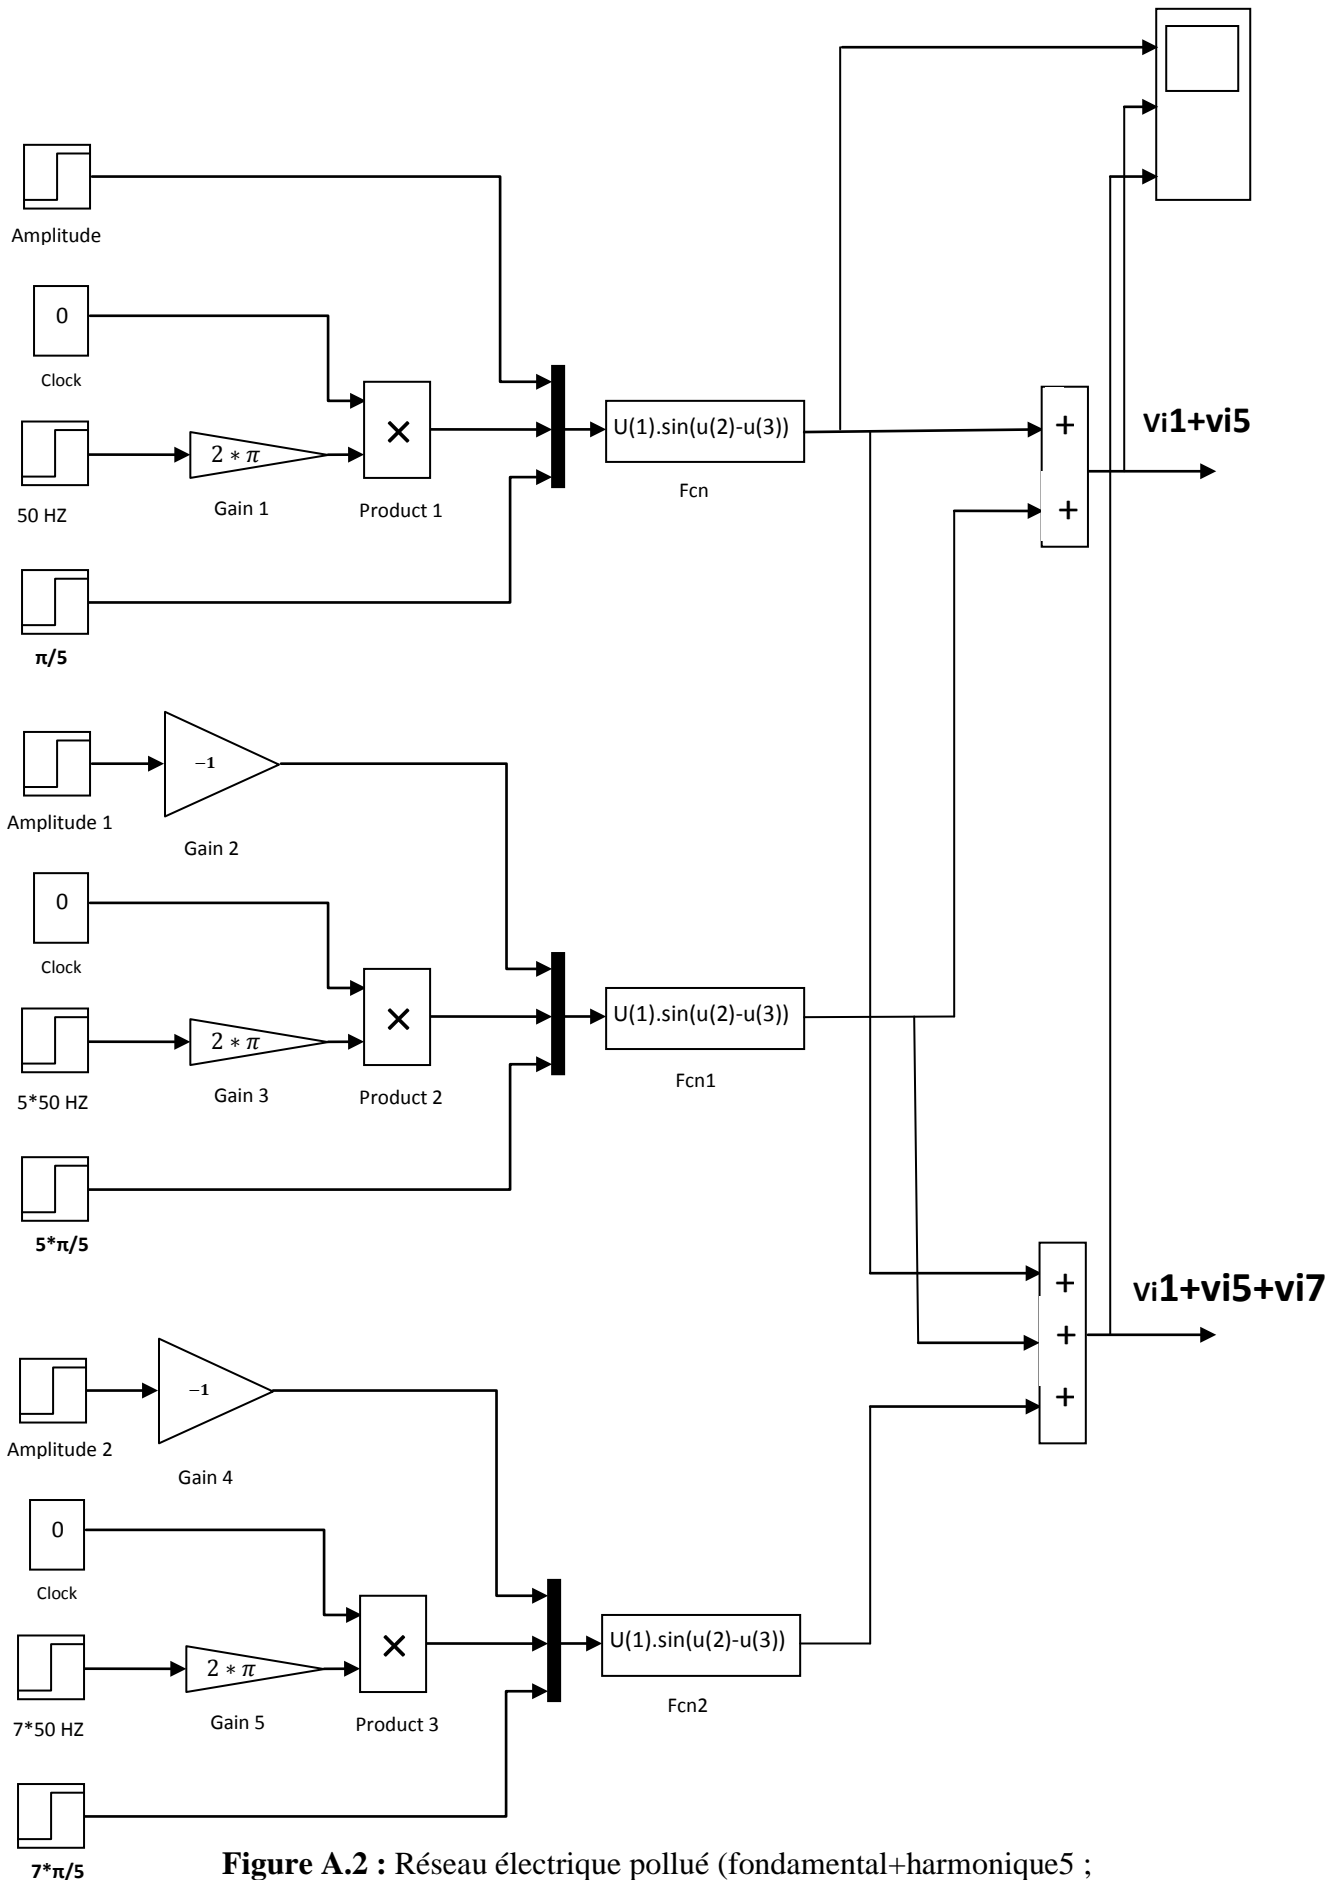 Amplitude
0
Clock
50 HZ
2 * π
Gain 1
×
Product 1
π/5
U(1).sin(u(2)-u(3))
Fcn
+
+
Vi1+vi5
Amplitude 1
−1
Gain 2
0
Clock
5*50 HZ
2 * π
Gain 3
×
Product 2
5*π/5
U(1).sin(u(2)-u(3))
Fcn1
+
+
+
Vi1+vi5+vi7
Amplitude 2
−1
Gain 4
0
Clock
7*50 HZ
2 * π
Gain 5
×
Product 3
7*π/5
U(1).sin(u(2)-u(3))
Fcn2
Figure A.2 : Réseau électrique pollué (fondamental+harmonique5 ;